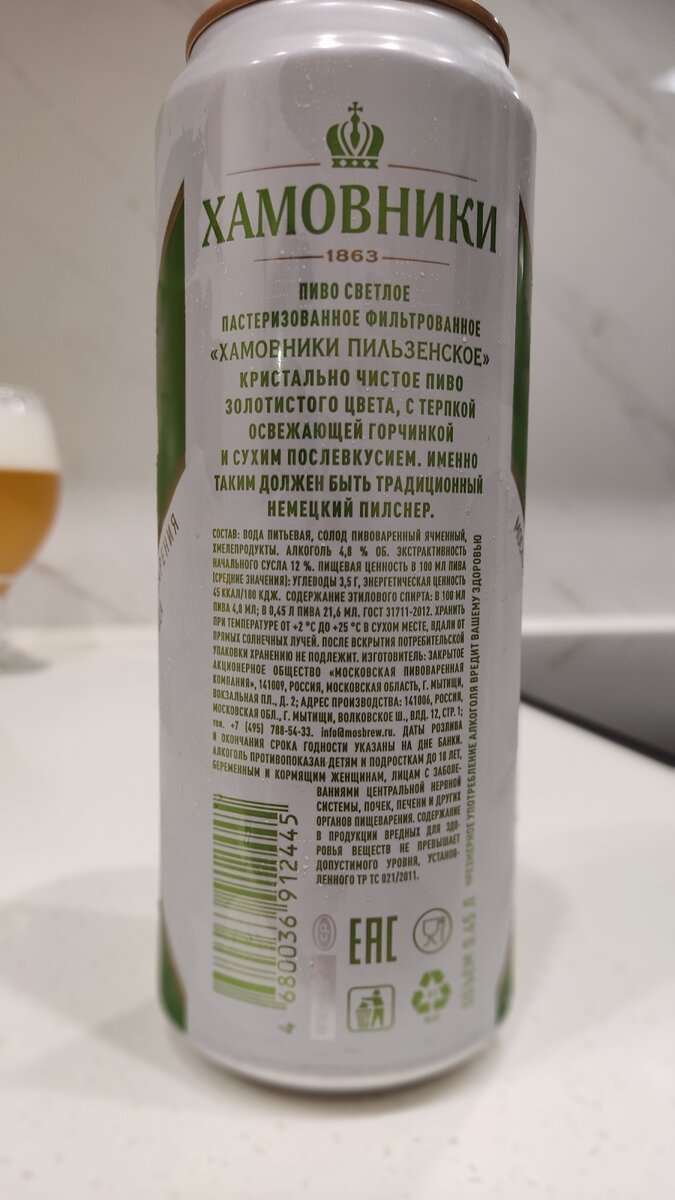 ХАМОВНИКИ
1863
ПИВО СВЕТЛОЕ
ПАСТЕРИЗОВАННОЕ ФИЛЬТРОВАННОЕ
«ХАМОВНИКИ ПИЛЬЗЕНСКОЕ»
КРИСТАЛЬНО ЧИСТОЕ ПИВО
ЗОЛОТИСТОГО ЦВЕТА, С ТЕРПКОЙ
ОСВЕЖАЮЩЕЙ ГОРЧИНКОЙ
И СУХИМ ПОСЛЕВКУСИЕМ. ИМЕННО
ТАКИМ ДОЛЖЕН БЫТЬ ТРАДИЦИОННЫЙ
НЕМЕЦКИЙ ПИЛСНЕР.
СОСТАВ: ВОДА ПИТЬЕВАЯ, СОЛОД ПИВОВАРЕННЫЙ ЯЧМЕННЫЙ,
ХМЕЛЕПРОДУКТЫ. АЛКОГОЛЬ 4,8 % ОБ. ЭКСТРАКТИВНОСТЬ
НАЧАЛЬНОГО СУСЛА 12 %. ПИЩЕВАЯ ЦЕННОСТЬ В 100 МЛ ПИВА
(СРЕДНИЕ ЗНАЧЕНИЯ): УГЛЕВОДЫ 3,5 Г, ЭНЕРГЕТИЧЕСКАЯ ЦЕННОСТЬ
45 ККАЛ/180 КДЖ. СОДЕРЖАНИЕ ЭТИЛОВОГО СПИРТА: В 100 МЛ
ПИВА 4,8 МЛ; В 0,45 Л ПИВА 21,6 МЛ. ГОСТ 31711-2012. ХРАНИТЬ
ПРИ ТЕМПЕРАТУРЕ ОТ +2 °С ДО +25 °С В СУХОМ МЕСТЕ, ВДАЛИ ОТ
ПРЯМЫХ СОЛНЕЧНЫХ ЛУЧЕЙ. ПОСЛЕ ВСКРЫТИЯ ПОТРЕБИТЕЛЬСКОЙ
УПАКОВКИ ХРАНЕНИЮ НЕ ПОДЛЕЖИТ. ИЗГОТОВИТЕЛЬ: ЗАКРЫТОЕ
АКЦИОНЕРНОЕ ОБЩЕСТВО «МОСКОВСКАЯ ПИВОВАРЕННАЯ
КОМПАНИЯ», 141009, РОССИЯ, МОСКОВСКАЯ ОБЛАСТЬ, Г. МЫТИЩИ,
ВОКЗАЛЬНАЯ ПЛ., Д. 2; АДРЕС ПРОИЗВОДСТВА: 141006, РОССИЯ,
МОСКОВСКАЯ ОБЛ., Г. МЫТИЩИ, ВОЛКОВСКОЕ Ш., ВЛД. 12, СТР. 1;
тел. +7 (495) 788-54-33. info@mosbrew.ru. ДАТЫ РОЗЛИВА
И ОКОНЧАНИЯ СРОКА ГОДНОСТИ УКАЗАНЫ НА ДНЕ БАНКИ.
АЛКОГОЛЬ ПРОТИВОПОКАЗАН ДЕТЯМ И ПОДРОСТКАМ ДО 18 ЛЕТ,
БЕРЕМЕННЫМ И КОРМЯЩИМ ЖЕНЩИНАМ, ЛИЦАМ С ЗАБОЛЕ-
ВАНИЯМИ ЦЕНТРАЛЬНОЙ НЕРВНОЙ
СИСТЕМЫ, ПОЧЕК, ПЕЧЕНИ И ДРУГИХ
ОРГАНОВ ПИЩЕВАРЕНИЯ. СОДЕРЖАНИЕ
В ПРОДУКЦИИ ВРЕДНЫХ ДЛЯ ЗДО-
РОВЬЯ ВЕЩЕСТВ НЕ ПРЕВЫШАЕТ
ДОПУСТИМОГО УРОВНЯ, УСТАНОВ-
ЛЕННОГО ТР ТС 021/2011.
4 680036 912445
ЕАС
ОБЪЕМ 0,45 Л
ЧРЕЗМЕРНОЕ УПОТРЕБЛЕНИЕ АЛКОГОЛЯ ВРЕДИТ ВАШЕМУ ЗДОРОВЬЮ